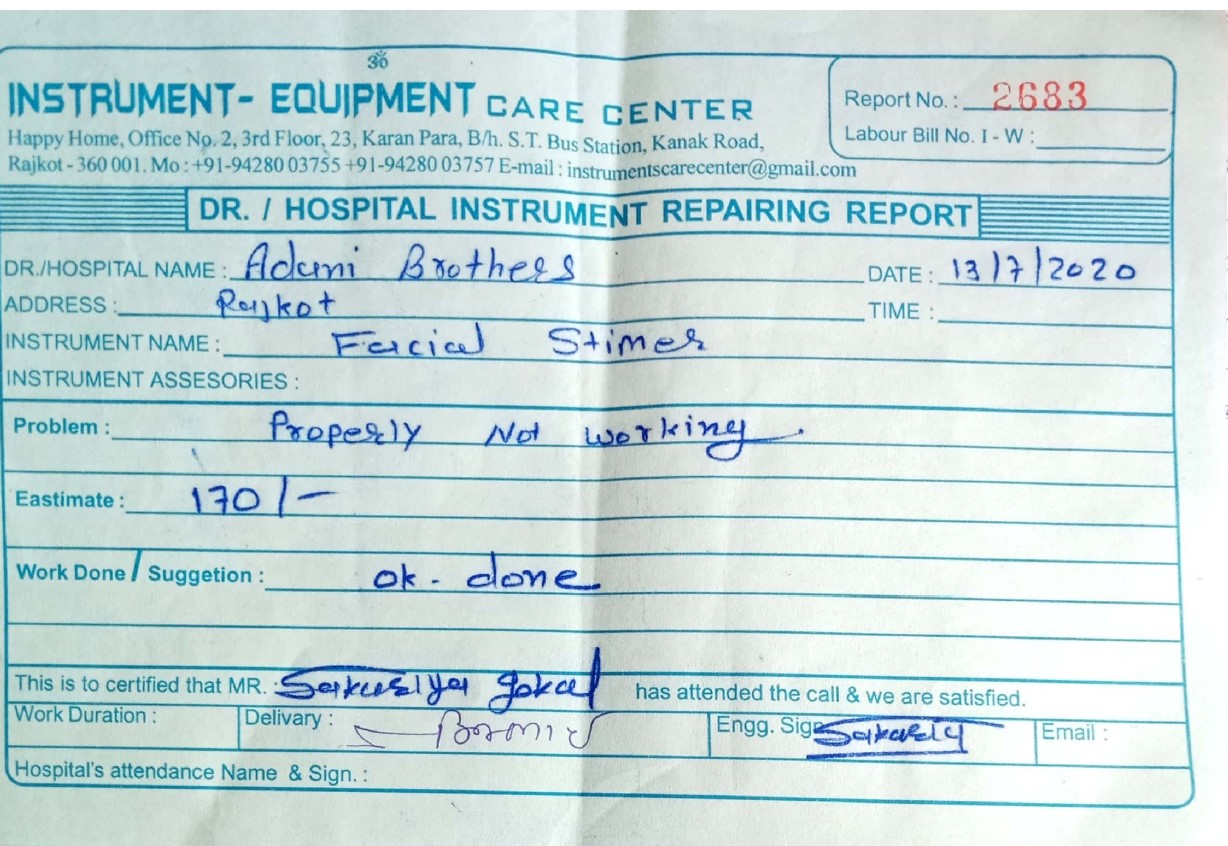 ॐ
INSTRUMENT- EQUIPMENT CARE CENTER
Happy Home, Office No. 2, 3rd Floor, 23, Karan Para, B/h. S.T. Bus Station, Kanak Road,
Rajkot - 360 001. Mo : +91-94280 03755 +91-94280 03757 E-mail : instrumentscarecenter@gmail.com
Report No. : 2683
Labour Bill No. I - W :
DR. / HOSPITAL INSTRUMENT REPAIRING REPORT
DR./HOSPITAL NAME : Adani Brothers DATE : 13/7/2020
ADDRESS : Rajkot TIME :
INSTRUMENT NAME : Facial Stimer
INSTRUMENT ASSESORIES :
Problem : Properly Not working.
Eastimate : 170/-
Work Done / Suggetion : ok - done
This is to certified that MR. : has attended the call & we are satisfied.
Work Duration : Delivary : Engg. Sign Email :
Hospital's attendance Name & Sign. :